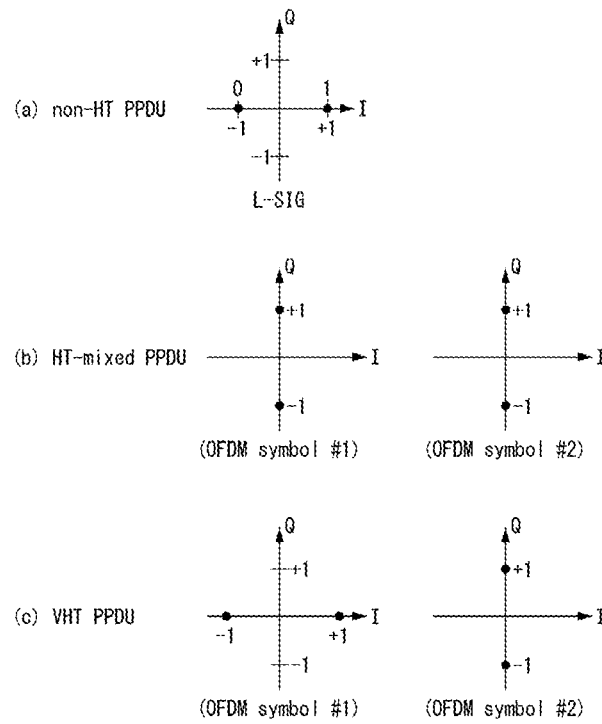 Q
+1
0 1
(a) non-HT PPDU
I
-1 +1
-1
L-SIG
Q Q
+1 +1
(b) HT-mixed PPDU
I I
-1 -1
(OFDM symbol #1) (OFDM symbol #2)
Q Q
+1 +1
(c) VHT PPDU
I I
-1 +1
-1 -1
(OFDM symbol #1) (OFDM symbol #2)